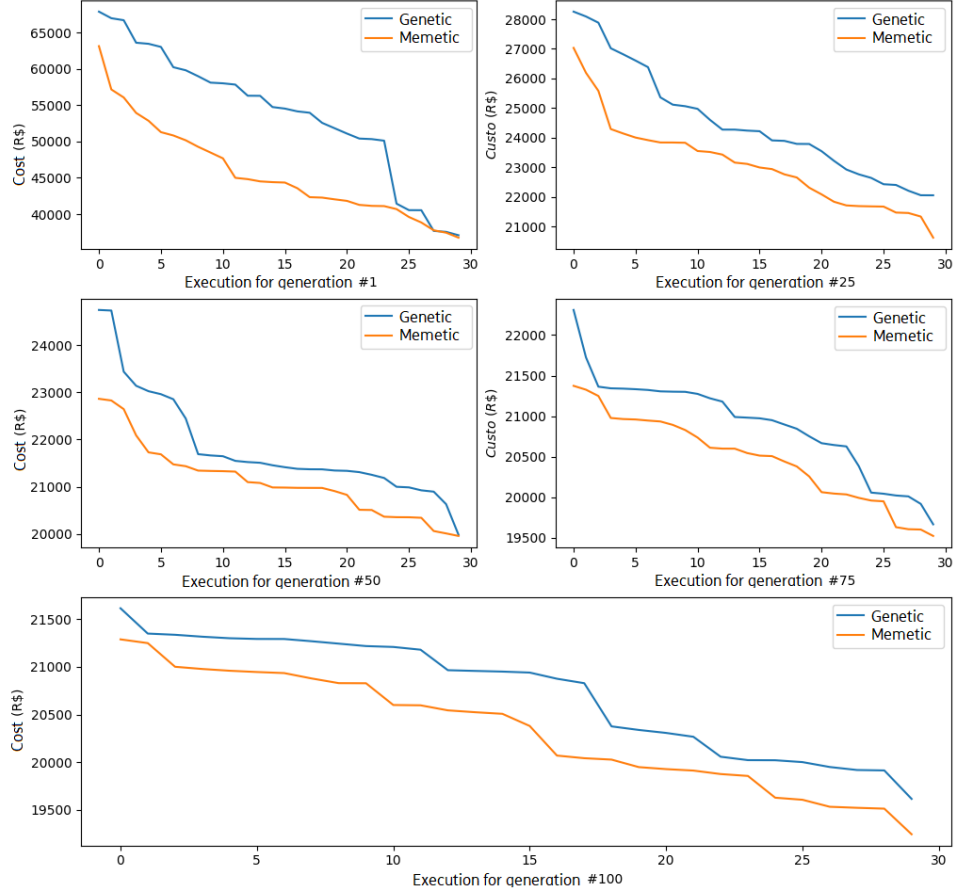 Cost (R$)
65000
60000
55000
50000
45000
40000
Genetic
Memetic
0 5 10 15 20 25 30
Execution for generation #1
Custo (R$)
28000
27000
26000
25000
24000
23000
22000
21000
Genetic
Memetic
0 5 10 15 20 25 30
Execution for generation #25
Cost (R$)
24000
23000
22000
21000
20000
Genetic
Memetic
0 5 10 15 20 25 30
Execution for generation #50
Custo (R$)
22000
21500
21000
20500
20000
19500
Genetic
Memetic
0 5 10 15 20 25 30
Execution for generation #75
Cost (R$)
21500
21000
20500
20000
19500
Genetic
Memetic
0 5 10 15 20 25 30
Execution for generation #100